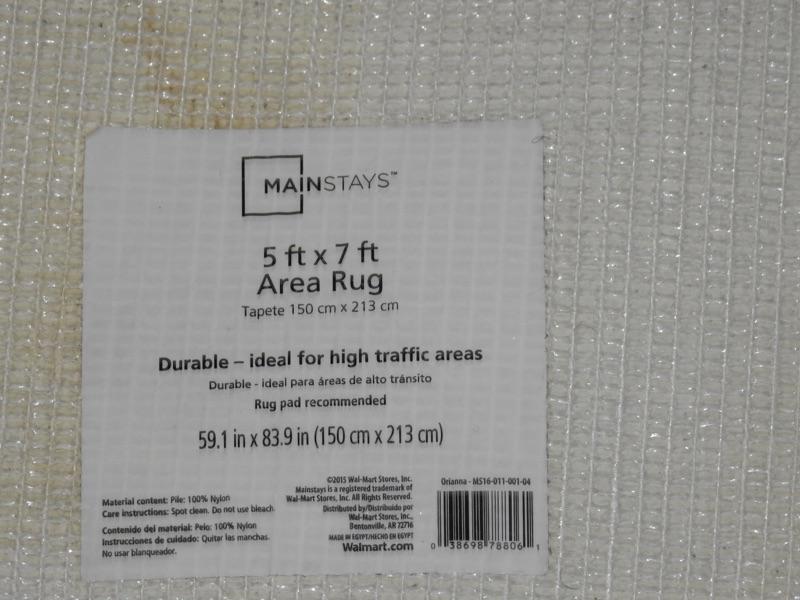 MAINSTAYS™
5 ft x 7 ft
Area Rug
Tapete 150 cm x 213 cm
Durable – ideal for high traffic areas
Durable - ideal para áreas de alto tránsito
Rug pad recommended
59.1 in x 83.9 in (150 cm x 213 cm)
Material content: Pile: 100% Nylon
Care instructions: Spot clean. Do not use bleach.
Contenido del material: Pelo: 100% Nylon
Instrucciones de cuidado: Quitar las manchas.
No usar blanqueador.
©2015 Wal-Mart Stores, Inc.
Mainstays is a registered trademark of
Wal-Mart Stores, Inc. All Rights Reserved.
Distributed by/Distribuido por
Wal-Mart Stores, Inc.,
Bentonville, AR 72716
MADE IN EGYPT/HECHO EN EGYPT
Walmart.com
Orianna - MS16-011-001-04
0 38698 78806 1